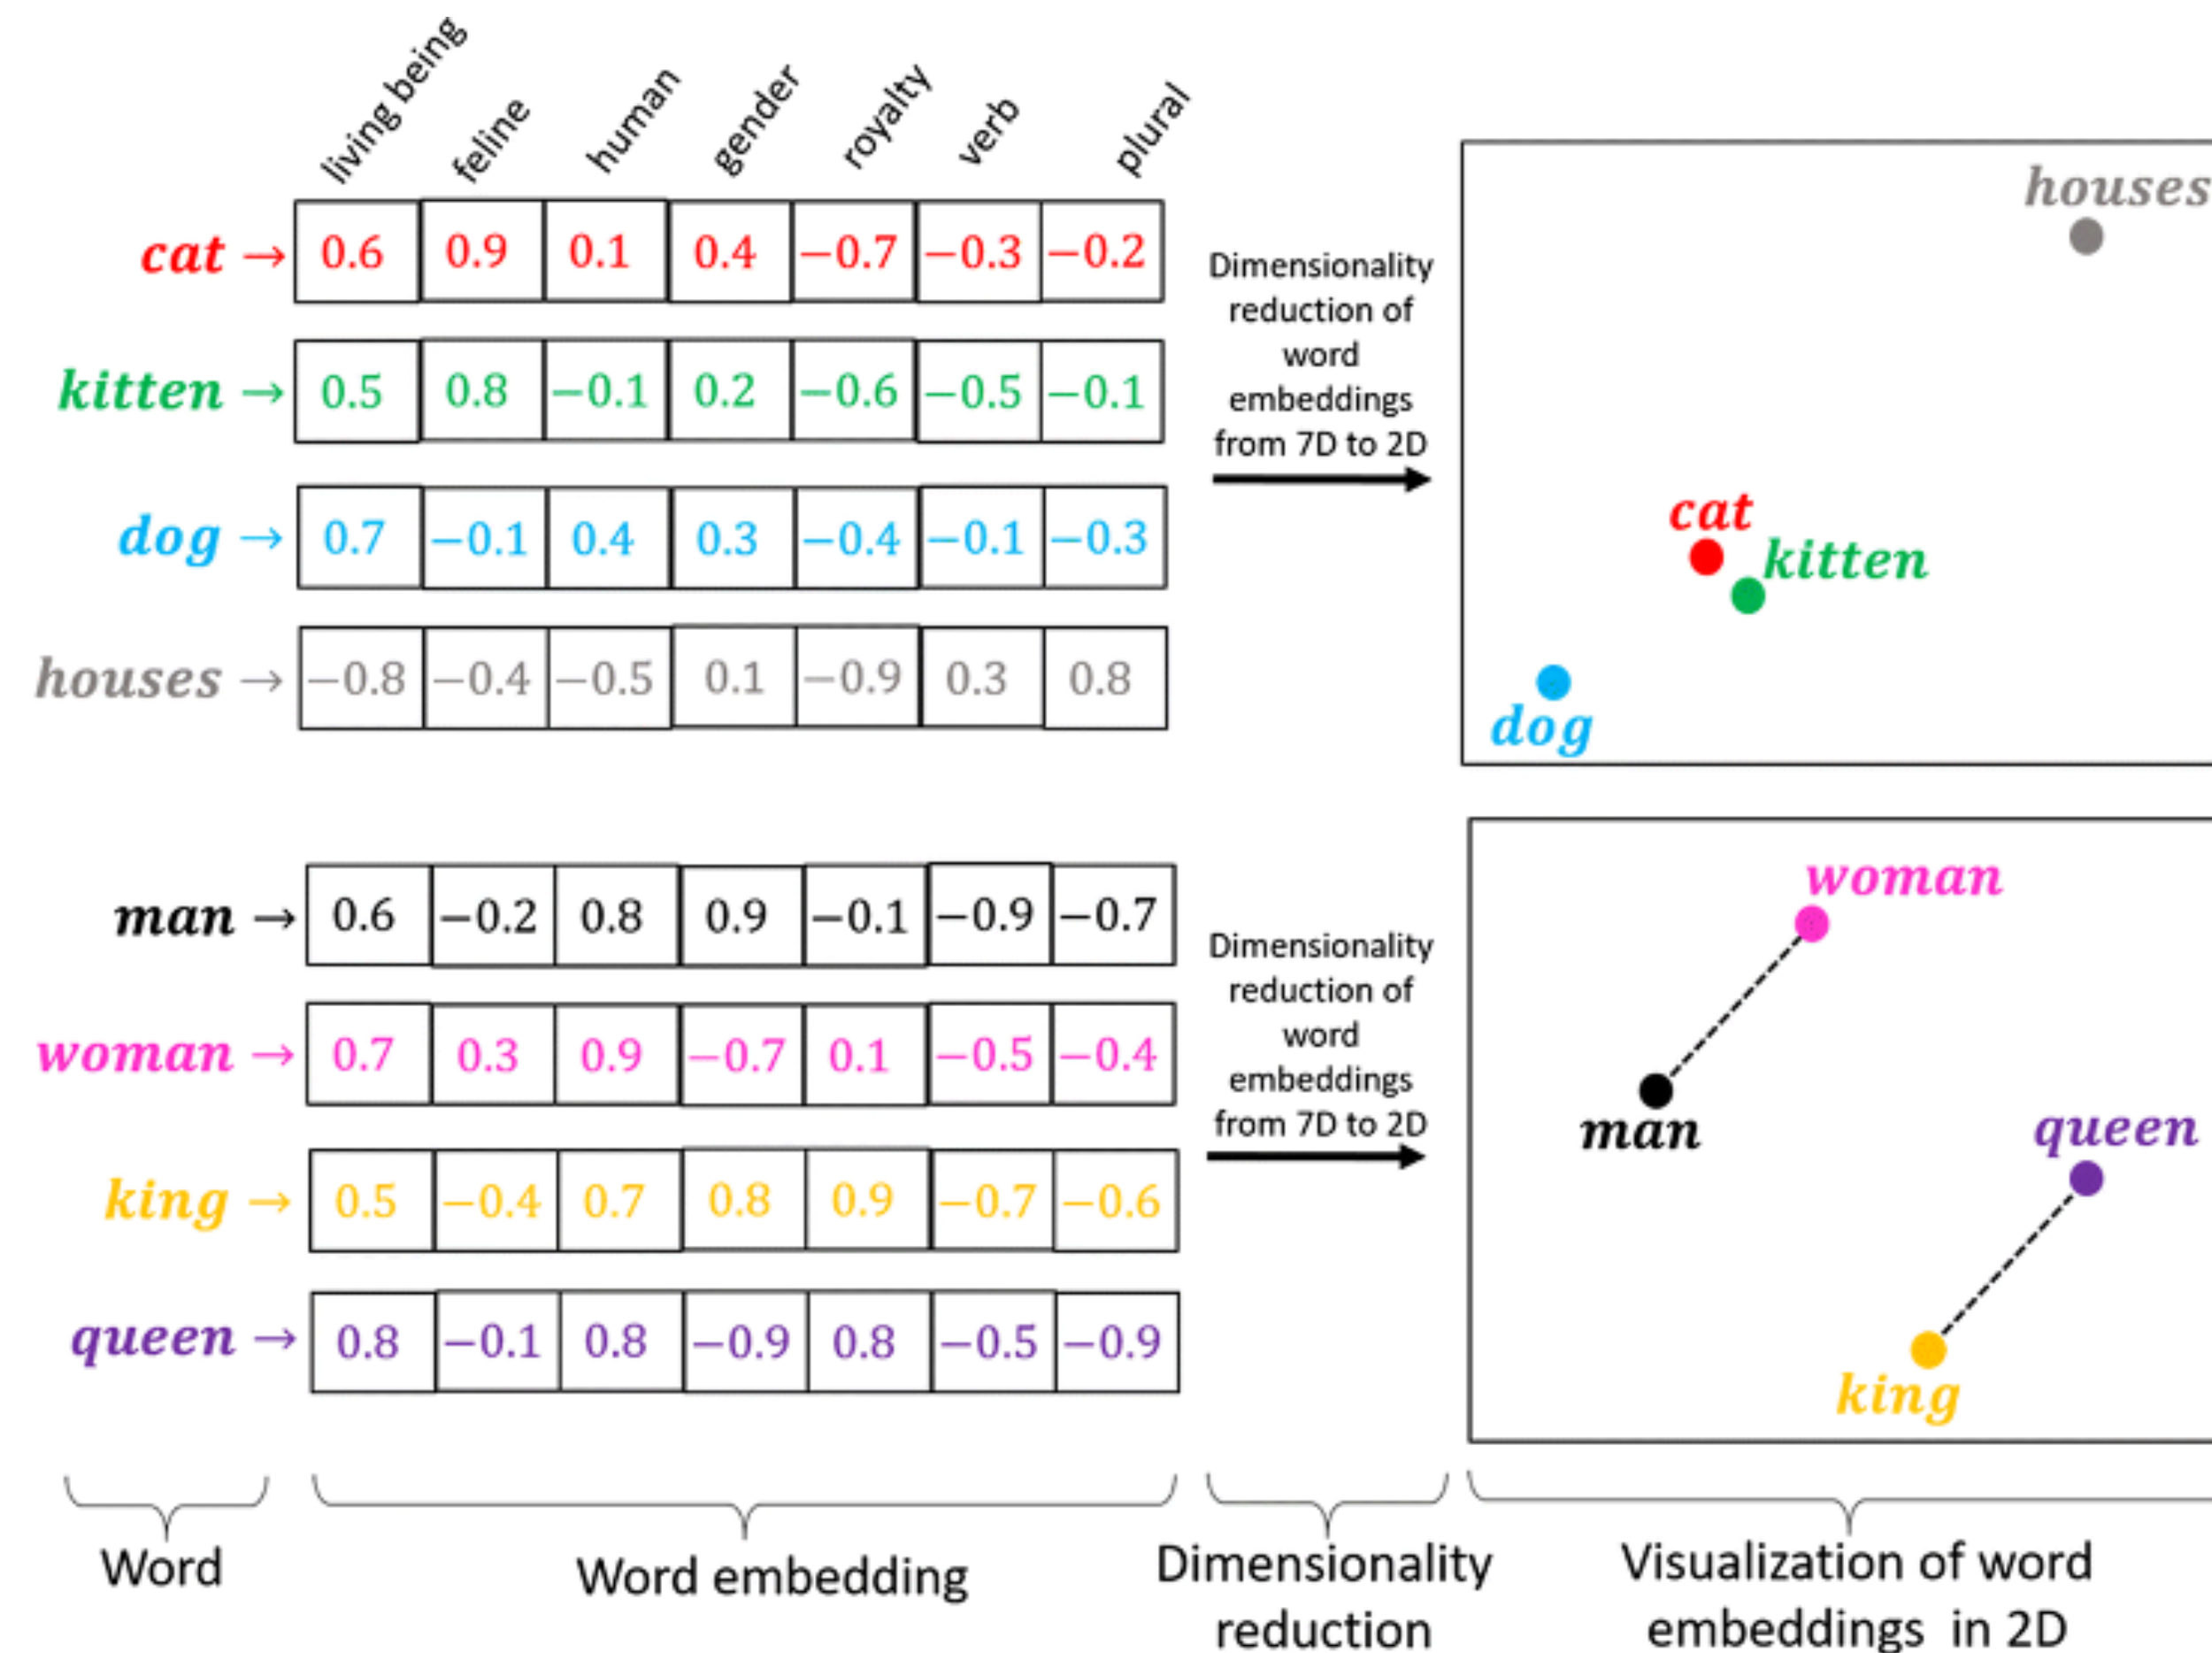 living being feline human gender royalty verb plural
cat → 0.6 0.9 0.1 0.4 −0.7 −0.3 −0.2
kitten → 0.5 0.8 −0.1 0.2 −0.6 −0.5 −0.1
dog → 0.7 −0.1 0.4 0.3 −0.4 −0.1 −0.3
houses → −0.8 −0.4 −0.5 0.1 −0.9 0.3 0.8
Dimensionality
reduction of
word
embeddings
from 7D to 2D
houses
cat
kitten
dog
man → 0.6 −0.2 0.8 0.9 −0.1 −0.9 −0.7
woman → 0.7 0.3 0.9 −0.7 0.1 −0.5 −0.4
king → 0.5 −0.4 0.7 0.8 0.9 −0.7 −0.6
queen → 0.8 −0.1 0.8 −0.9 0.8 −0.5 −0.9
Dimensionality
reduction of
word
embeddings
from 7D to 2D
woman
man
queen
king
Word
Word embedding
Dimensionality
reduction
Visualization of word
embeddings in 2D